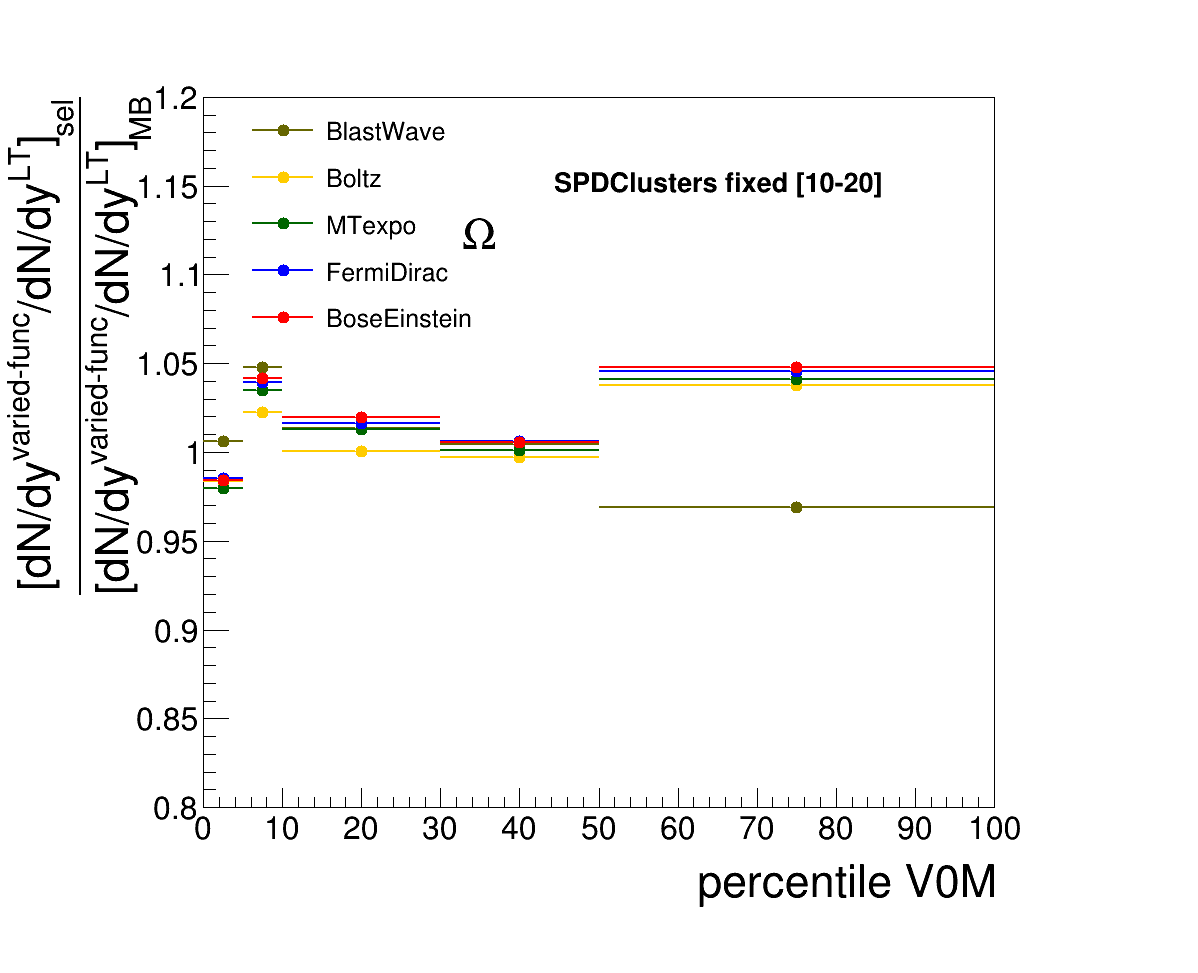 [dN/dy^varied-func/dN/dy^LT]_sel
[dN/dy^varied-func/dN/dy^LT]_MB
1.2
1.15
1.1
1.05
1
0.95
0.9
0.85
0.8
BlastWave
Boltz
MTexpo
FermiDirac
BoseEinstein
Ω
SPDClusters fixed [10-20]
0 10 20 30 40 50 60 70 80 90 100
percentile V0M